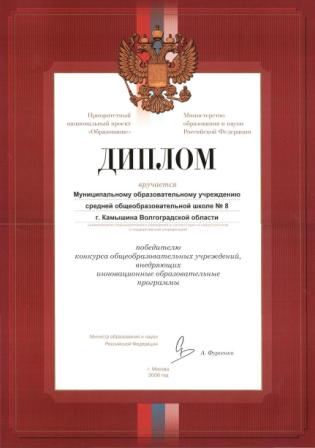 Приоритетный
национальный проект
«Образование»
Министерство
образования и науки
Российской Федерации
ДИПЛОМ
вручается
Муниципальному образовательному учреждению
средней общеобразовательной школе № 8
г. Камышина Волгоградской области
победителю
конкурса общеобразовательных учреждений,
внедряющих
инновационные образовательные
программы
Министр образования и науки
Российской Федерации
А. Фурсенко
г. Москва
2008 год